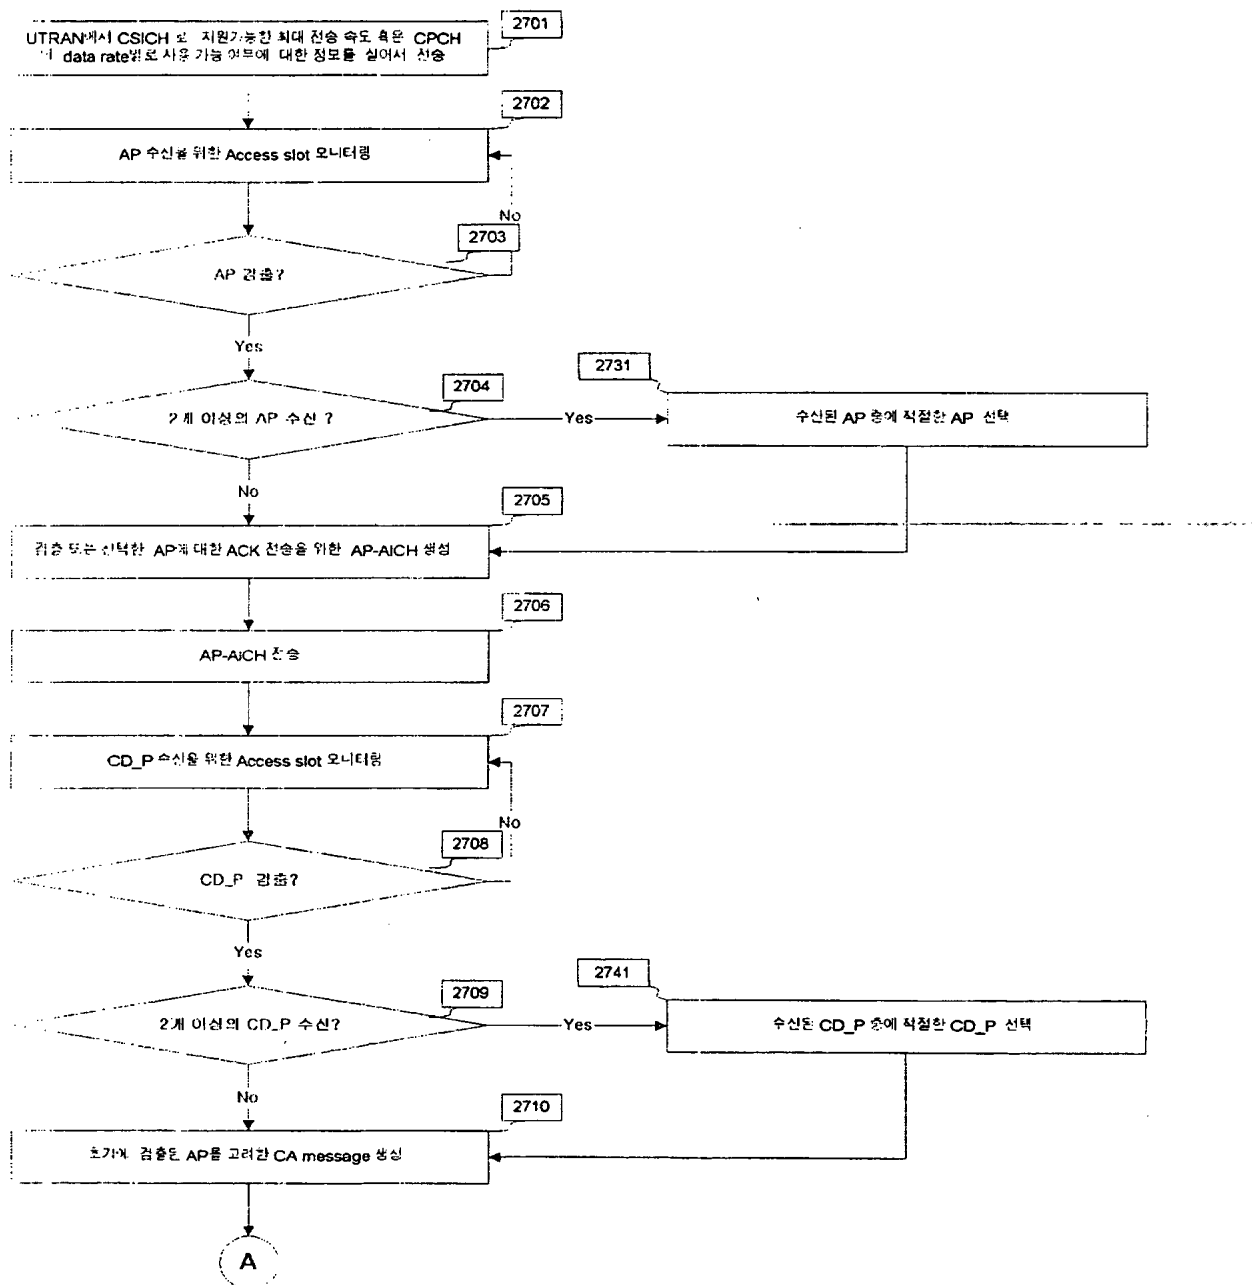 2701
UTRAN에서 CSICH 로 지원가능한 최대 전송 속도 혹은 CPCH
data rate별로 사용 가능 여부에 대한 정보를 실어서 전송
2702
AP 수신을 위한 Access slot 모니터링
No
2703
AP 검출?
Yes
2704
2개 이상의 AP 수신 ?
Yes
2731
수신된 AP 중에 적절한 AP 선택
No
2705
검출 또는 선택한 AP에 대한 ACK 전송을 위한 AP-AICH 생성
2706
AP-AICH 전송
2707
CD_P 수신을 위한 Access slot 모니터링
No
2708
CD_P 검출?
Yes
2709
2개 이상의 CD_P 수신?
Yes
2741
수신된 CD_P 중에 적절한 CD_P 선택
No
2710
초기에 검출된 AP를 고려한 CA message 생성
A